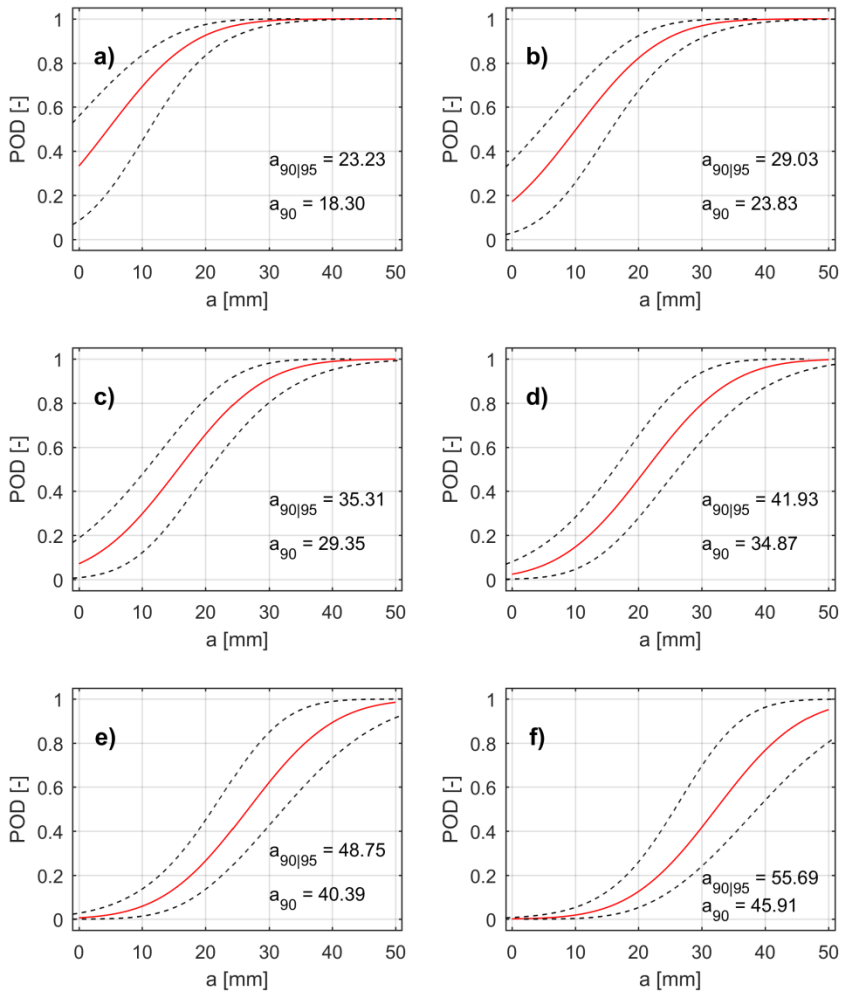 a)
POD [-]
1
0.8
0.6
0.4
0.2
0
a90|95 = 23.23
a90 = 18.30
0 10 20 30 40 50
a [mm]
b)
POD [-]
1
0.8
0.6
0.4
0.2
0
a90|95 = 29.03
a90 = 23.83
0 10 20 30 40 50
a [mm]
c)
POD [-]
1
0.8
0.6
0.4
0.2
0
a90|95 = 35.31
a90 = 29.35
0 10 20 30 40 50
a [mm]
d)
POD [-]
1
0.8
0.6
0.4
0.2
0
a90|95 = 41.93
a90 = 34.87
0 10 20 30 40 50
a [mm]
e)
POD [-]
1
0.8
0.6
0.4
0.2
0
a90|95 = 48.75
a90 = 40.39
0 10 20 30 40 50
a [mm]
f)
POD [-]
1
0.8
0.6
0.4
0.2
0
a90|95 = 55.69
a90 = 45.91
0 10 20 30 40 50
a [mm]